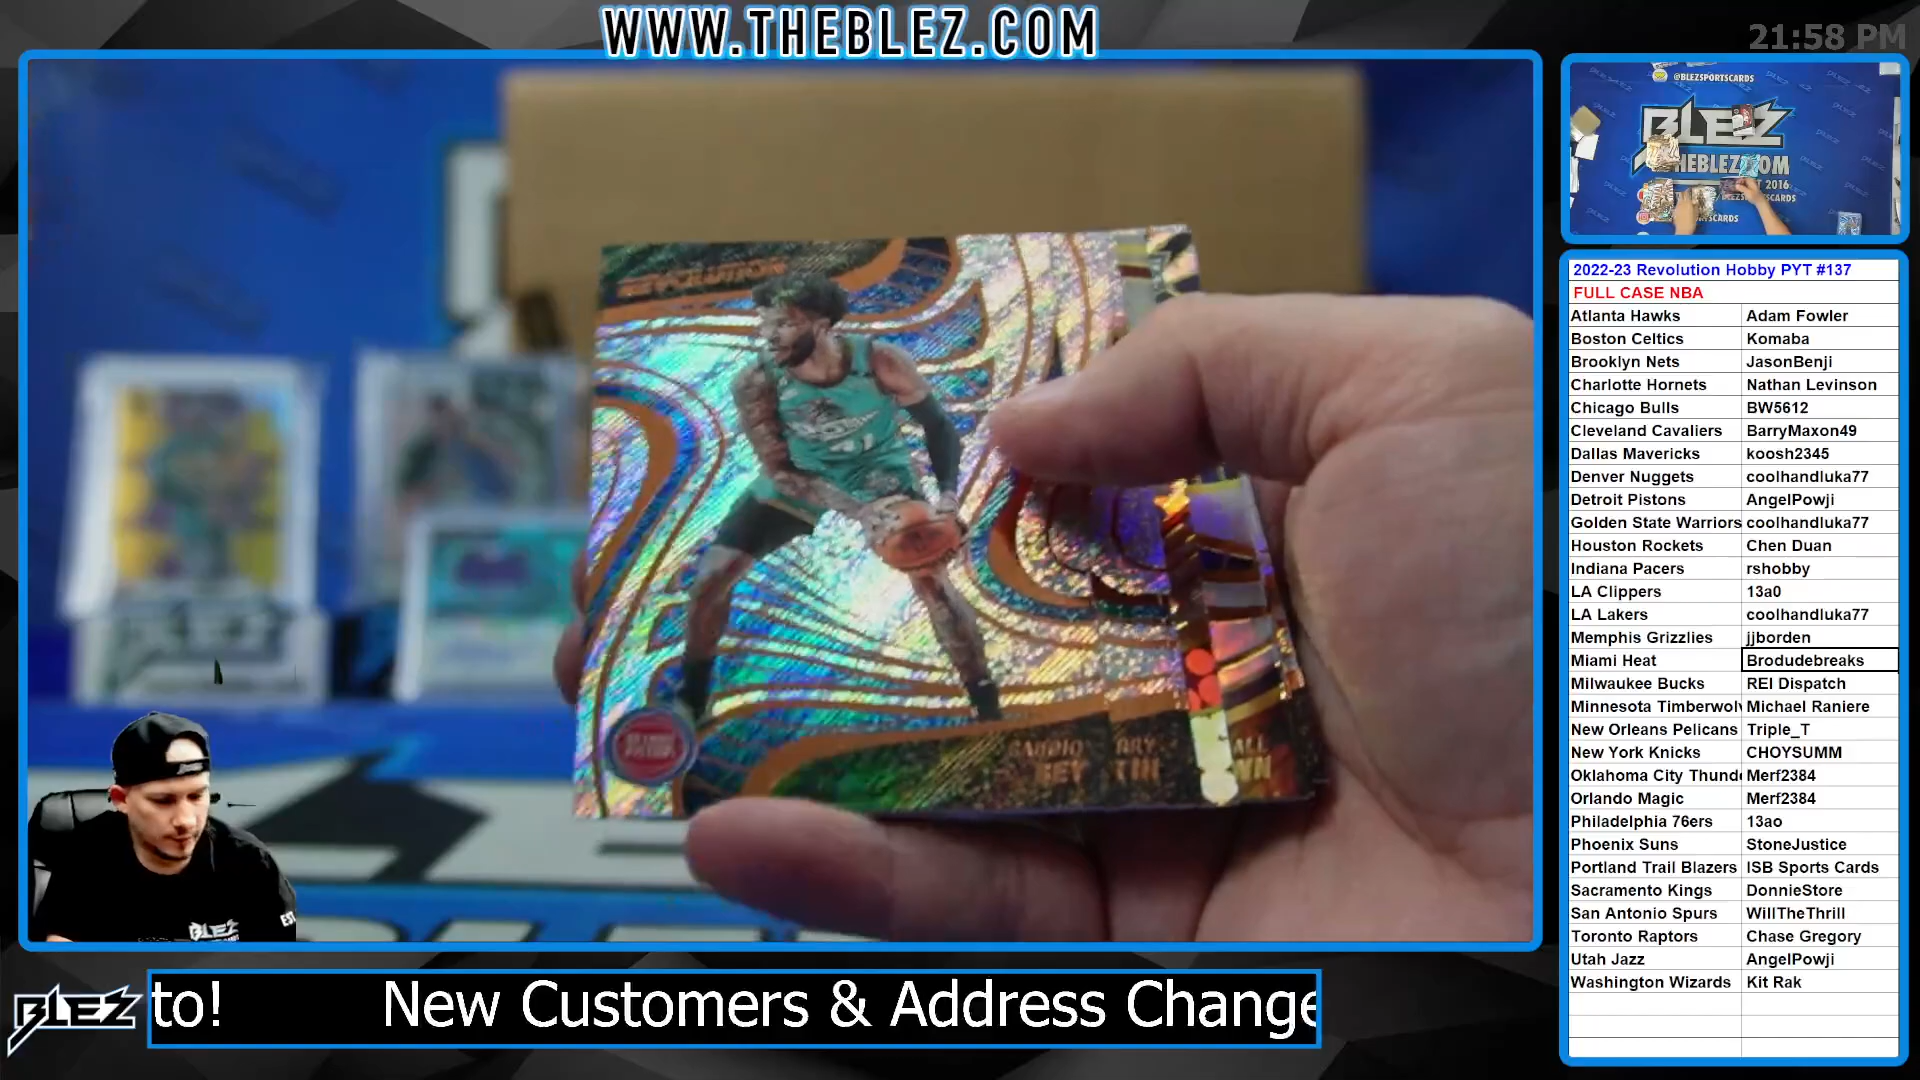 WWW.THEBLEZ.COM
21:58 PM
@BLEZSPORTSCARDS
BLEZ
2022-23 Revolution Hobby PYT #137
FULL CASE NBA
Atlanta Hawks Adam Fowler
Boston Celtics Komaba
Brooklyn Nets JasonBenji
Charlotte Hornets Nathan Levinson
Chicago Bulls BW5612
Cleveland Cavaliers BarryMaxon49
Dallas Mavericks koosh2345
Denver Nuggets coolhandluka77
Detroit Pistons AngelPowji
Golden State Warriors coolhandluka77
Houston Rockets Chen Duan
Indiana Pacers rshobby
LA Clippers 13a0
LA Lakers coolhandluka77
Memphis Grizzlies jjborden
Miami Heat Brodudebreaks
Milwaukee Bucks REI Dispatch
Minnesota Timberwolv Michael Raniere
New Orleans Pelicans Triple_T
New York Knicks CHOYSUMM
Oklahoma City Thund Merf2384
Orlando Magic Merf2384
Philadelphia 76ers 13ao
Phoenix Suns StoneJustice
Portland Trail Blazers ISB Sports Cards
Sacramento Kings DonnieStore
San Antonio Spurs WillTheThrill
Toronto Raptors Chase Gregory
Utah Jazz AngelPowji
Washington Wizards Kit Rak
REVOLUTION
BEY
BLEZ
EST
BLEZ
to! New Customers & Address Change